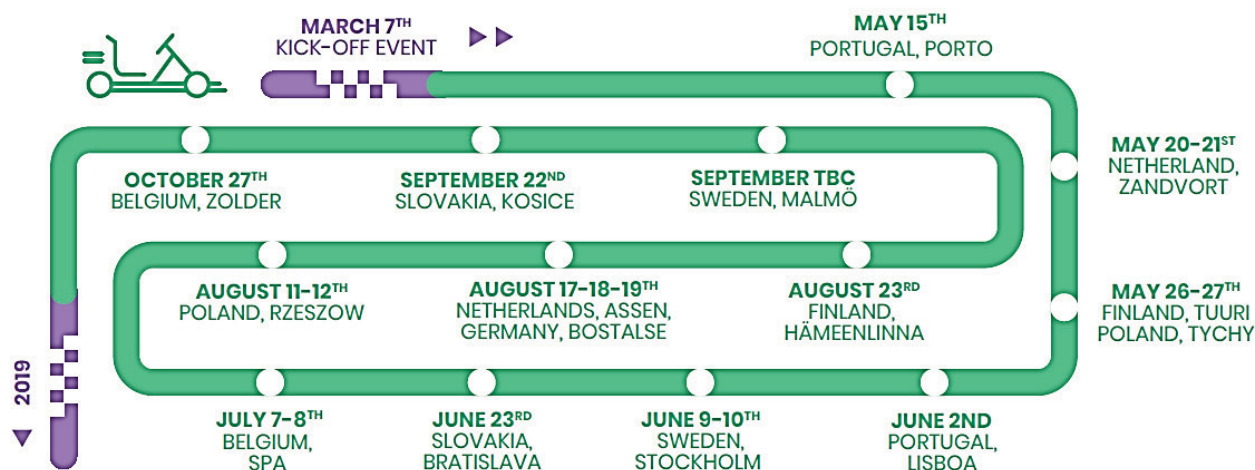 MARCH 7TH
KICK-OFF EVENT
MAY 15TH
PORTUGAL, PORTO
MAY 20-21ST
NETHERLAND,
ZANDVORT
MAY 26-27TH
FINLAND, TUURI
POLAND, TYCHY
JUNE 2ND
PORTUGAL,
LISBOA
JUNE 9-10TH
SWEDEN,
STOCKHOLM
JUNE 23RD
SLOVAKIA,
BRATISLAVA
JULY 7-8TH
BELGIUM,
SPA
AUGUST 11-12TH
POLAND, RZESZOW
AUGUST 17-18-19TH
NETHERLANDS, ASSEN,
GERMANY, BOSTALSE
AUGUST 23RD
FINLAND,
HÄMEENLINNA
SEPTEMBER TBC
SWEDEN, MALMÖ
SEPTEMBER 22ND
SLOVAKIA, KOSICE
OCTOBER 27TH
BELGIUM, ZOLDER
2019